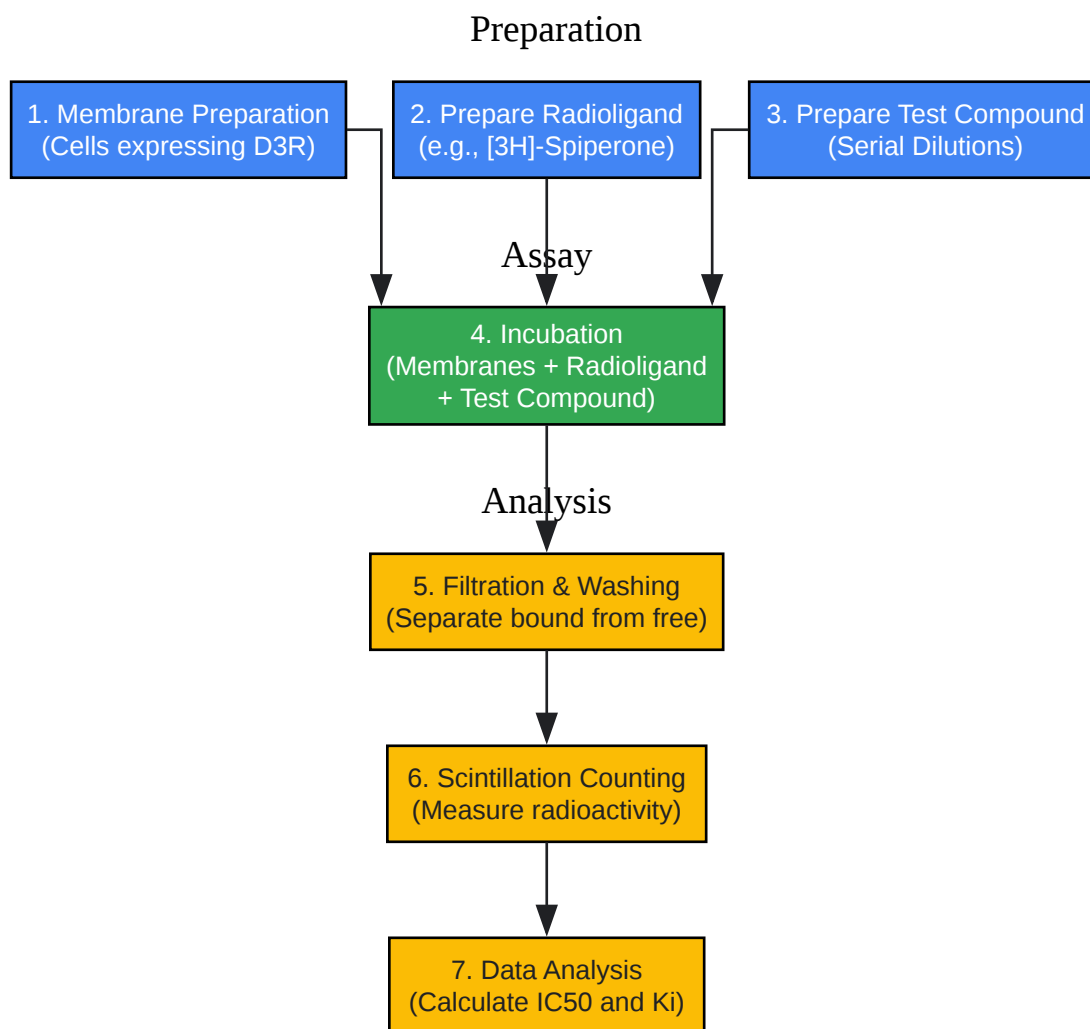 Preparation
1. Membrane Preparation
(Cells expressing D3R)
2. Prepare Radioligand
(e.g., [3H]-Spiperone)
3. Prepare Test Compound
(Serial Dilutions)
Assay
4. Incubation
(Membranes + Radioligand
+ Test Compound)
Analysis
5. Filtration & Washing
(Separate bound from free)
6. Scintillation Counting
(Measure radioactivity)
7. Data Analysis
(Calculate IC50 and Ki)